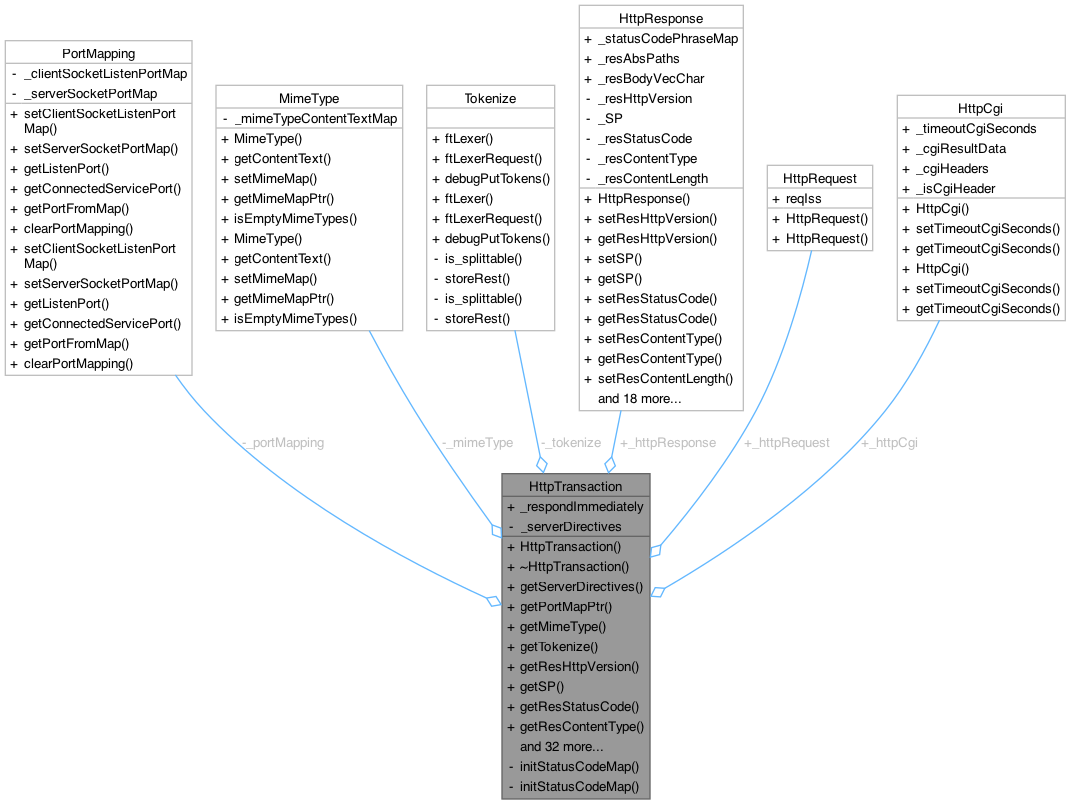 PortMapping
- _clientSocketListenPortMap
- _serverSocketPortMap
+ setClientSocketListenPort
Map()
+ setServerSocketPortMap()
+ getListenPort()
+ getConnectedServicePort()
+ getPortFromMap()
+ clearPortMapping()
+ setClientSocketListenPort
Map()
+ setServerSocketPortMap()
+ getListenPort()
+ getConnectedServicePort()
+ getPortFromMap()
+ clearPortMapping()
MimeType
- _mimeTypeContentTextMap
+ MimeType()
+ getContentText()
+ setMimeMap()
+ getMimeMapPtr()
+ isEmptyMimeTypes()
+ MimeType()
+ getContentText()
+ setMimeMap()
+ getMimeMapPtr()
+ isEmptyMimeTypes()
Tokenize
+ ftLexer()
+ ftLexerRequest()
+ debugPutTokens()
+ ftLexer()
+ ftLexerRequest()
+ debugPutTokens()
- is_splittable()
- storeRest()
- is_splittable()
- storeRest()
HttpResponse
+ _statusCodePhraseMap
+ _resAbsPaths
+ _resBodyVecChar
- _resHttpVersion
- _SP
- _resStatusCode
- _resContentType
- _resContentLength
+ HttpResponse()
+ setResHttpVersion()
+ getResHttpVersion()
+ setSP()
+ getSP()
+ setResStatusCode()
+ getResStatusCode()
+ setResContentType()
+ getResContentType()
+ setResContentLength()
and 18 more...
HttpRequest
+ reqIss
+ HttpRequest()
+ HttpRequest()
HttpCgi
+ _timeoutCgiSeconds
+ _cgiResultData
+ _cgiHeaders
+ _isCgiHeader
+ HttpCgi()
+ setTimeoutCgiSeconds()
+ getTimeoutCgiSeconds()
+ HttpCgi()
+ setTimeoutCgiSeconds()
+ getTimeoutCgiSeconds()
-_portMapping
-_mimeType
-_tokenize
+_httpResponse
+_httpRequest
+_httpCgi
HttpTransaction
+ _respondImmediately
- _serverDirectives
+ HttpTransaction()
+ ~HttpTransaction()
+ getServerDirectives()
+ getPortMapPtr()
+ getMimeType()
+ getTokenize()
+ getResHttpVersion()
+ getSP()
+ getResStatusCode()
+ getResContentType()
and 32 more...
- initStatusCodeMap()
- initStatusCodeMap()